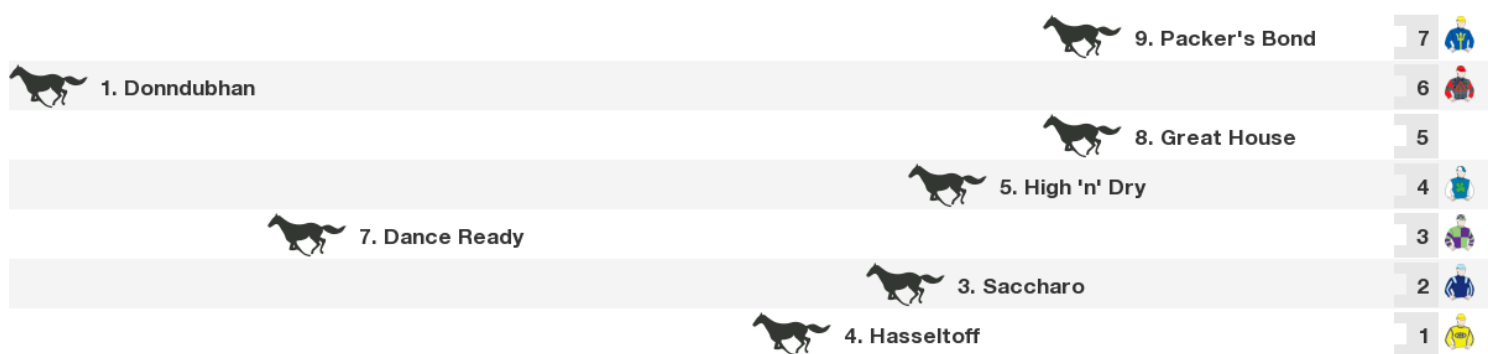 9. Packer's Bond 7
1. Donndubhan 6
8. Great House 5
5. High 'n' Dry 4
7. Dance Ready 3
3. Saccharo 2
4. Hasseltoff 1